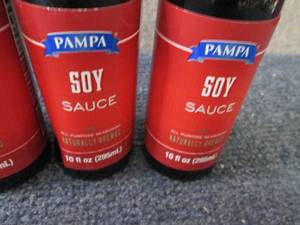 PAMPA
SOY
SAUCE
ALL PURPOSE SEASONING
NATURALLY BREWED
10 fl oz (295mL)
PAMPA
SOY
SAUCE
ALL PURPOSE SEASONING
NATURALLY BREWED
10 fl oz (295mL)
mL)